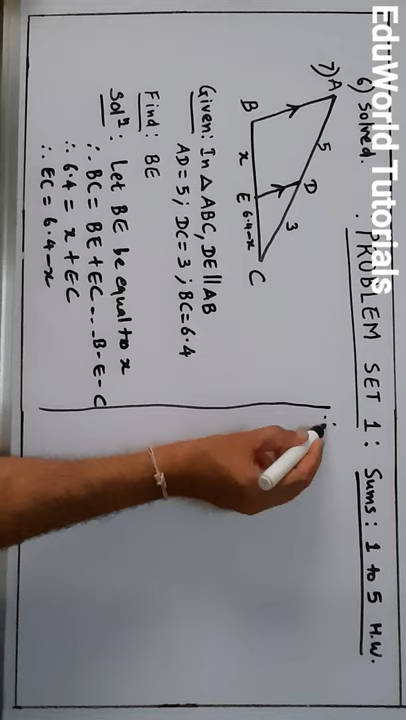 EduWorld Tutorials
PROBLEM SET 1: Sums: 1 to 5 H.W.
6) Solved.
7)
A
5
D
3
B
x
E
6.4-x
C
Given: In △ ABC, DE || AB
AD = 5; DC = 3; BC = 6.4
Find: BE
Solⁿ: Let BE be equal to x
∴ BC = BE + EC --- B-E-C
∴ 6.4 = x + EC
∴ EC = 6.4-x
∴